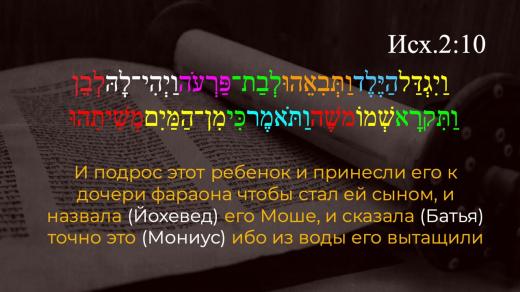 Исх.2:10
וַיִּגְדַּל הַיֶּלֶד וַתְּבִאֵהוּ לְבַת־פַּרְעֹה וַיְהִי־לָהּ לְבֵן
וַתִּקְרָא שְׁמוֹ מֹשֶׁה וַתֹּאמֶר כִּי מִן־הַמַּיִם מְשִׁיתִהוּ
И подрос этот ребенок и принесли его к
дочери фараона чтобы стал ей сыном, и
назвала (Йохевед) его Моше, и сказала (Батья)
точно это (Мониус) ибо из воды его вытащили